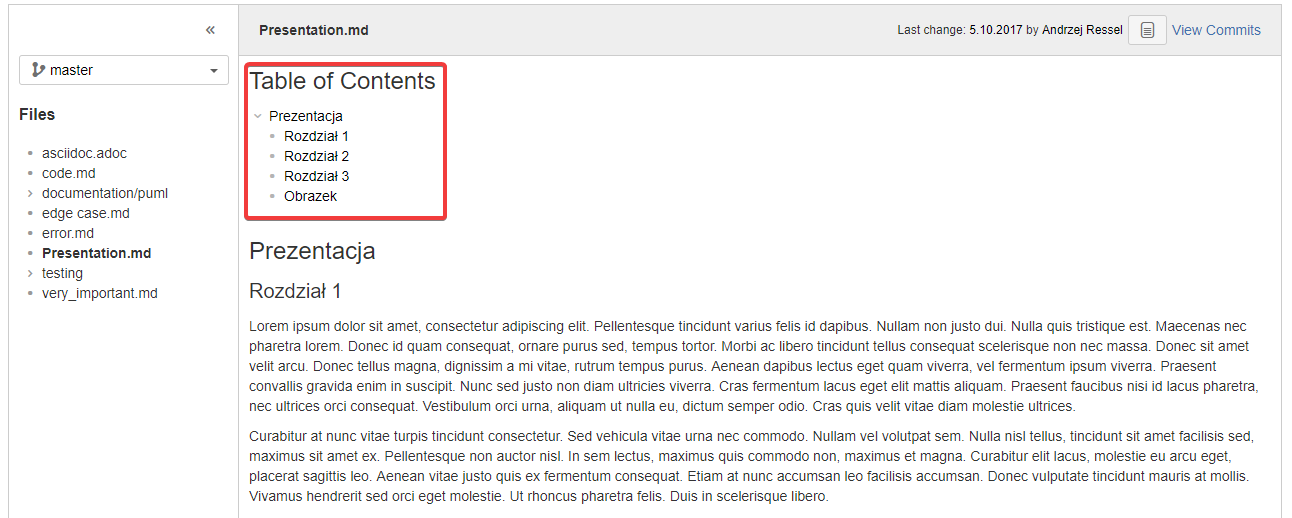 «
Presentation.md
Last change: 5.10.2017 by Andrzej Ressel
View Commits
master
Files
asciidoc.adoc
code.md
documentation/puml
edge case.md
error.md
Presentation.md
testing
very_important.md
Table of Contents
Prezentacja
Rozdział 1
Rozdział 2
Rozdział 3
Obrazek
Prezentacja
Rozdział 1
Lorem ipsum dolor sit amet, consectetur adipiscing elit. Pellentesque tincidunt varius felis id dapibus. Nullam non justo dui. Nulla quis tristique est. Maecenas nec
pharetra lorem. Donec id quam consequat, ornare purus sed, tempus tortor. Morbi ac libero tincidunt tellus consequat scelerisque non nec massa. Donec sit amet
velit arcu. Donec tellus magna, dignissim a mi vitae, rutrum tempus purus. Aenean dapibus lectus eget quam viverra, vel fermentum ipsum viverra. Praesent
convallis gravida enim in suscipit. Nunc sed justo non diam ultricies viverra. Cras fermentum lacus eget elit mattis aliquam. Praesent faucibus nisi id lacus pharetra,
nec ultrices orci consequat. Vestibulum orci urna, aliquam ut nulla eu, dictum semper odio. Cras quis velit vitae diam molestie ultrices.
Curabitur at nunc vitae turpis tincidunt consectetur. Sed vehicula vitae urna nec commodo. Nullam vel volutpat sem. Nulla nisl tellus, tincidunt sit amet facilisis sed,
maximus sit amet ex. Pellentesque non auctor nisl. In sem lectus, maximus quis commodo non, maximus et magna. Curabitur elit lacus, molestie eu arcu eget,
placerat sagittis leo. Aenean vitae justo quis ex fermentum consequat. Etiam at nunc accumsan leo facilisis accumsan. Donec vulputate tincidunt mauris at mollis.
Vivamus hendrerit sed orci eget molestie. Ut rhoncus pharetra felis. Duis in scelerisque libero.